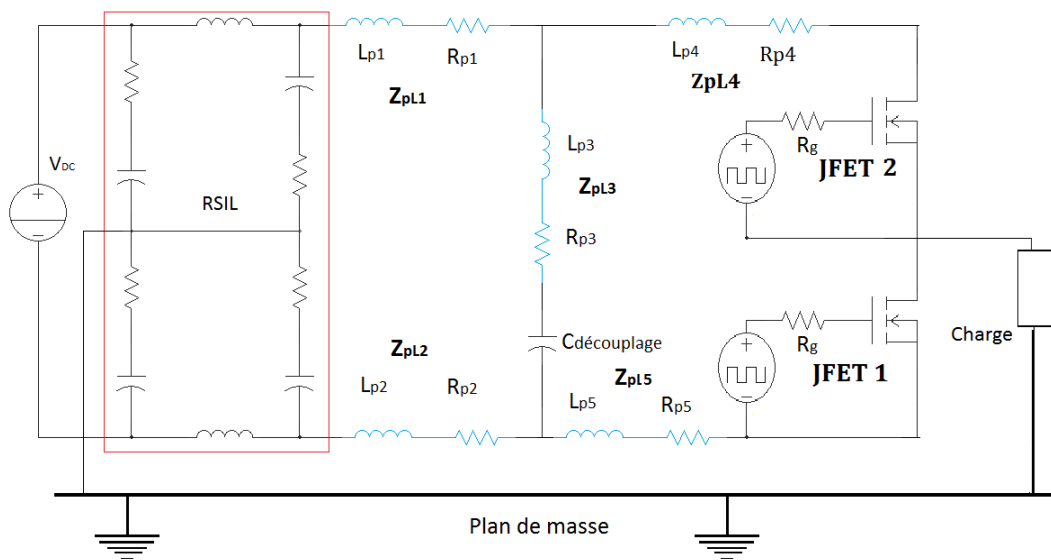 Lp1
Rp1
ZpL1
Lp4
Rp4
ZpL4
VDC
+
−
RSIL
Lp3
ZpL3
Rp3
+
−
Rg
JFET 2
Cdécouplage
ZpL2
Lp2
Rp2
ZpL5
Lp5
Rp5
+
−
Rg
JFET 1
Charge
Plan de masse